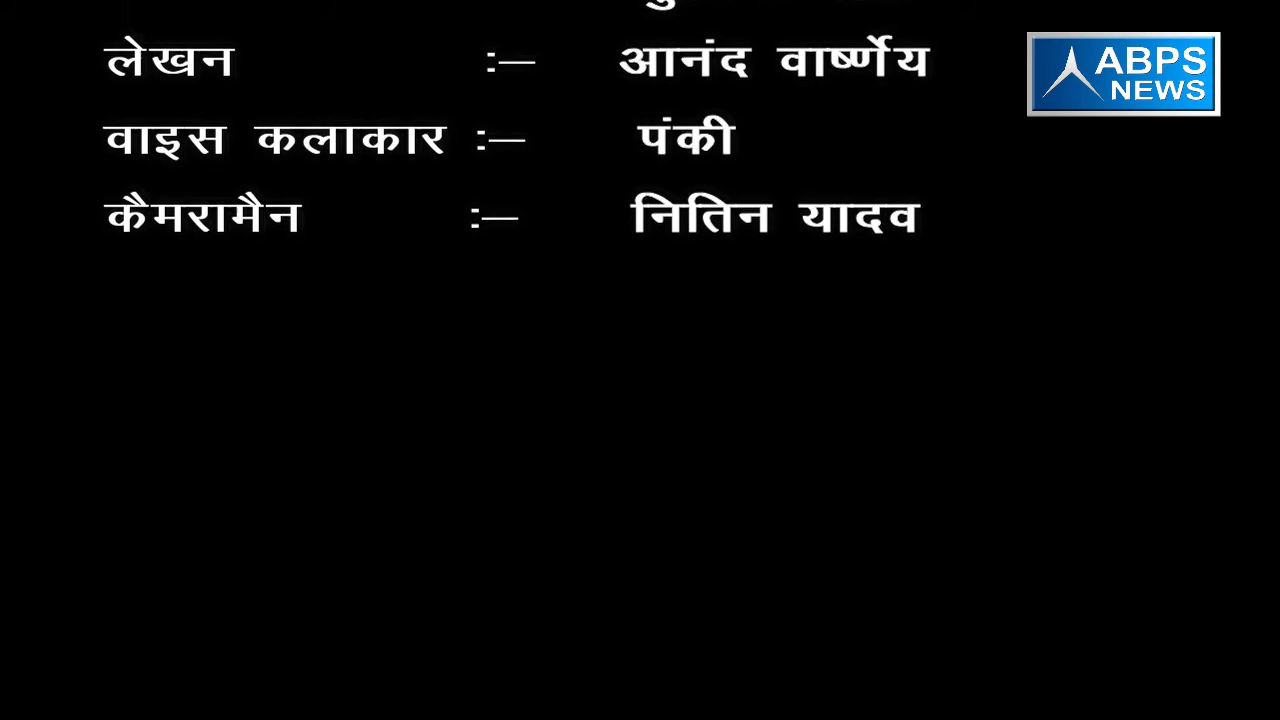 लेखन :— आनंद वार्ष्णेय
ABPS
NEWS
वाइस कलाकार :— पंकी
कैमरामैन :— नितिन यादव